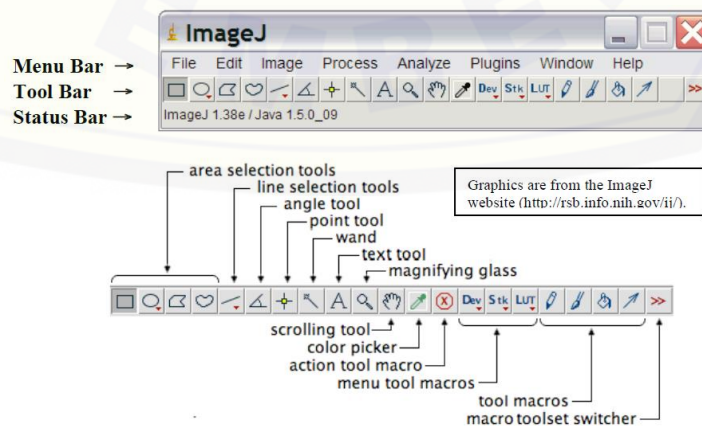 ImageJ
File Edit Image Process Analyze Plugins Window Help
Menu Bar →
Tool Bar →
Dev Stk LUT >>
Status Bar →
ImageJ 1.38e / Java 1.5.0_09
area selection tools
line selection tools
angle tool
point tool
wand
text tool
magnifying glass
Graphics are from the ImageJ
website (http://rsb.info.nih.gov/ij/).
A Dev Stk LUT >>
scrolling tool
color picker
action tool macro
menu tool macros
tool macros
macro toolset switcher